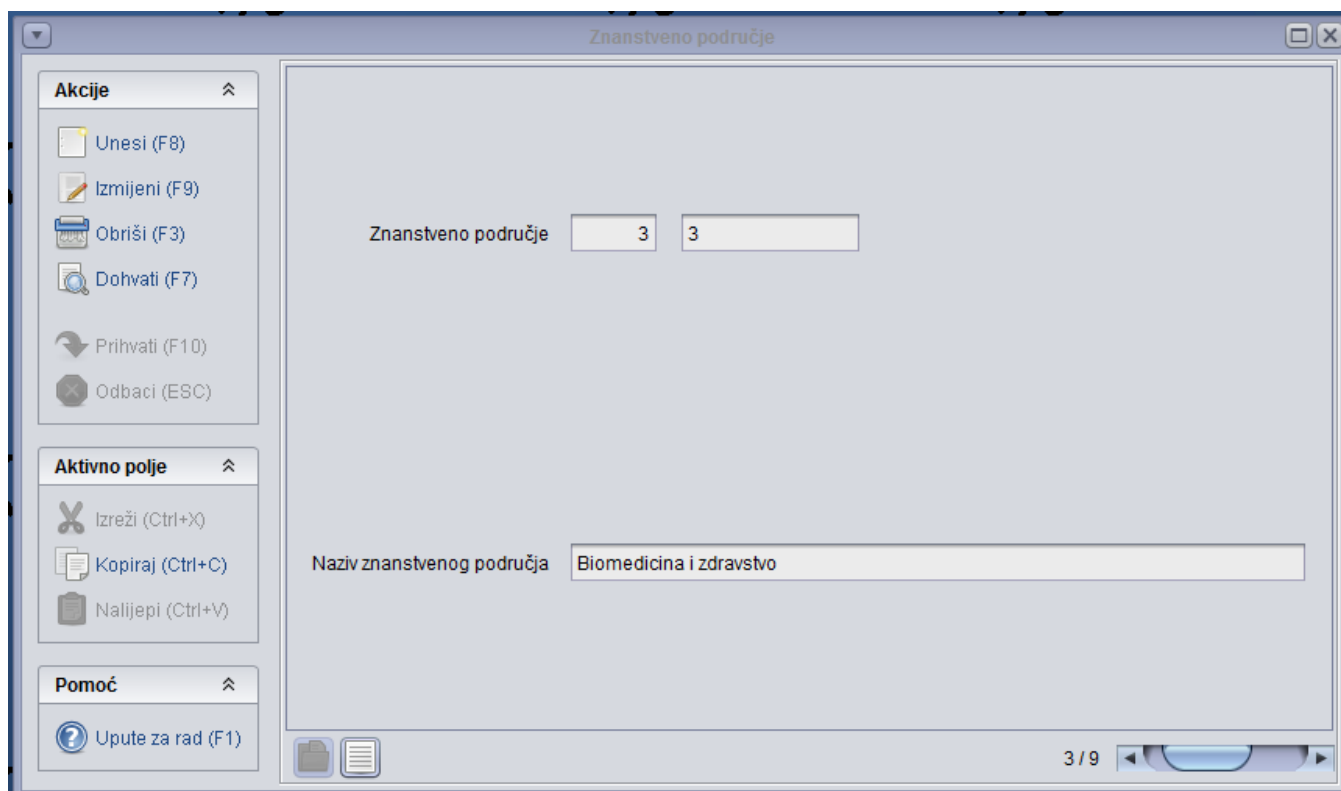 Znanstveno područje
Akcije
Unesi (F8)
Izmijeni (F9)
Obriši (F3)
Dohvati (F7)
Prihvati (F10)
Odbaci (ESC)
Aktivno polje
Izreži (Ctrl+X)
Kopiraj (Ctrl+C)
Nalijepi (Ctrl+V)
Pomoć
Upute za rad (F1)
Znanstveno područje 3 3
Naziv znanstvenog područja Biomedicina i zdravstvo
3 / 9